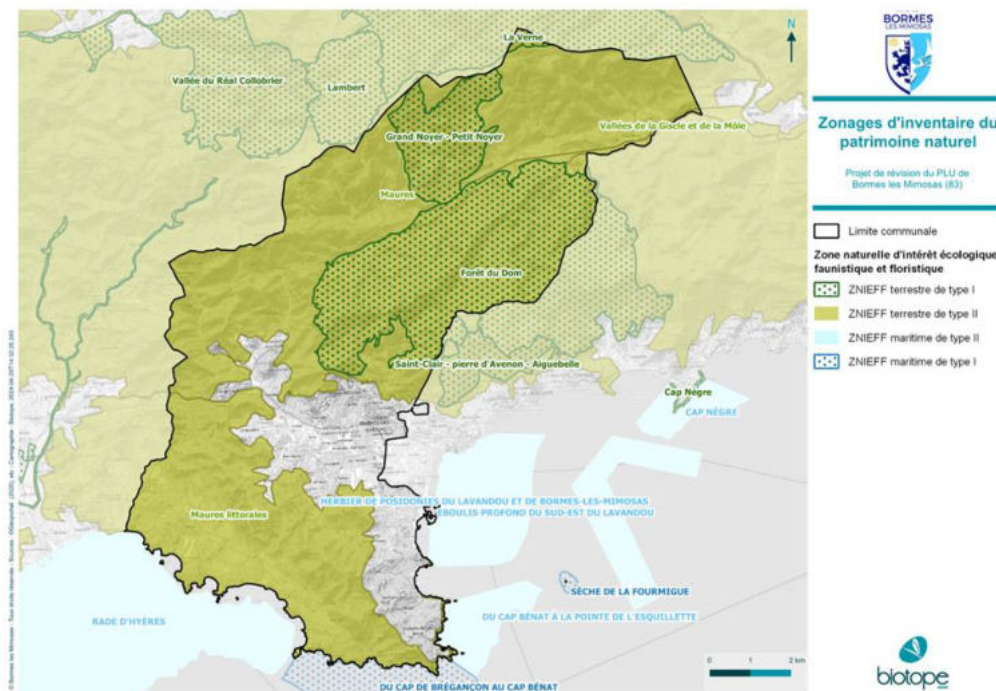 BORMES
LES MIMOSAS
Zonages d'inventaire du
patrimoine naturel
Projet de révision du PLU de
Bormes les Mimosas (83)
Limite communale
Zone naturelle d'intérêt écologique
faunistique et floristique
ZNIEFF terrestre de type I
ZNIEFF terrestre de type II
ZNIEFF maritime de type II
ZNIEFF maritime de type I
N
La Verne
Vallée du Réal Collobrier
Lambert
Grand Noyer - Petit Noyer
Vallées de la Giscle et de la Môle
Maures
Forêt du Dom
Saint-Clair - pierre d'Avenon - Aiguebelle
Cap Nègre
CAP NÈGRE
HERBIER DE POSIDONIES DU LAVANDOU ET DE BORMES-LES-MIMOSAS
EBOULIS PROFOND DU SUD-EST DU LAVANDOU
Maures littorales
SÈCHE DE LA FOURMIGUE
RADE D'HYÈRES
DU CAP BÉNAT À LA POINTE DE L'ESQUILLETTE
DU CAP DE BRÉGANÇON AU CAP BÉNAT
0 1 2 km
biotope